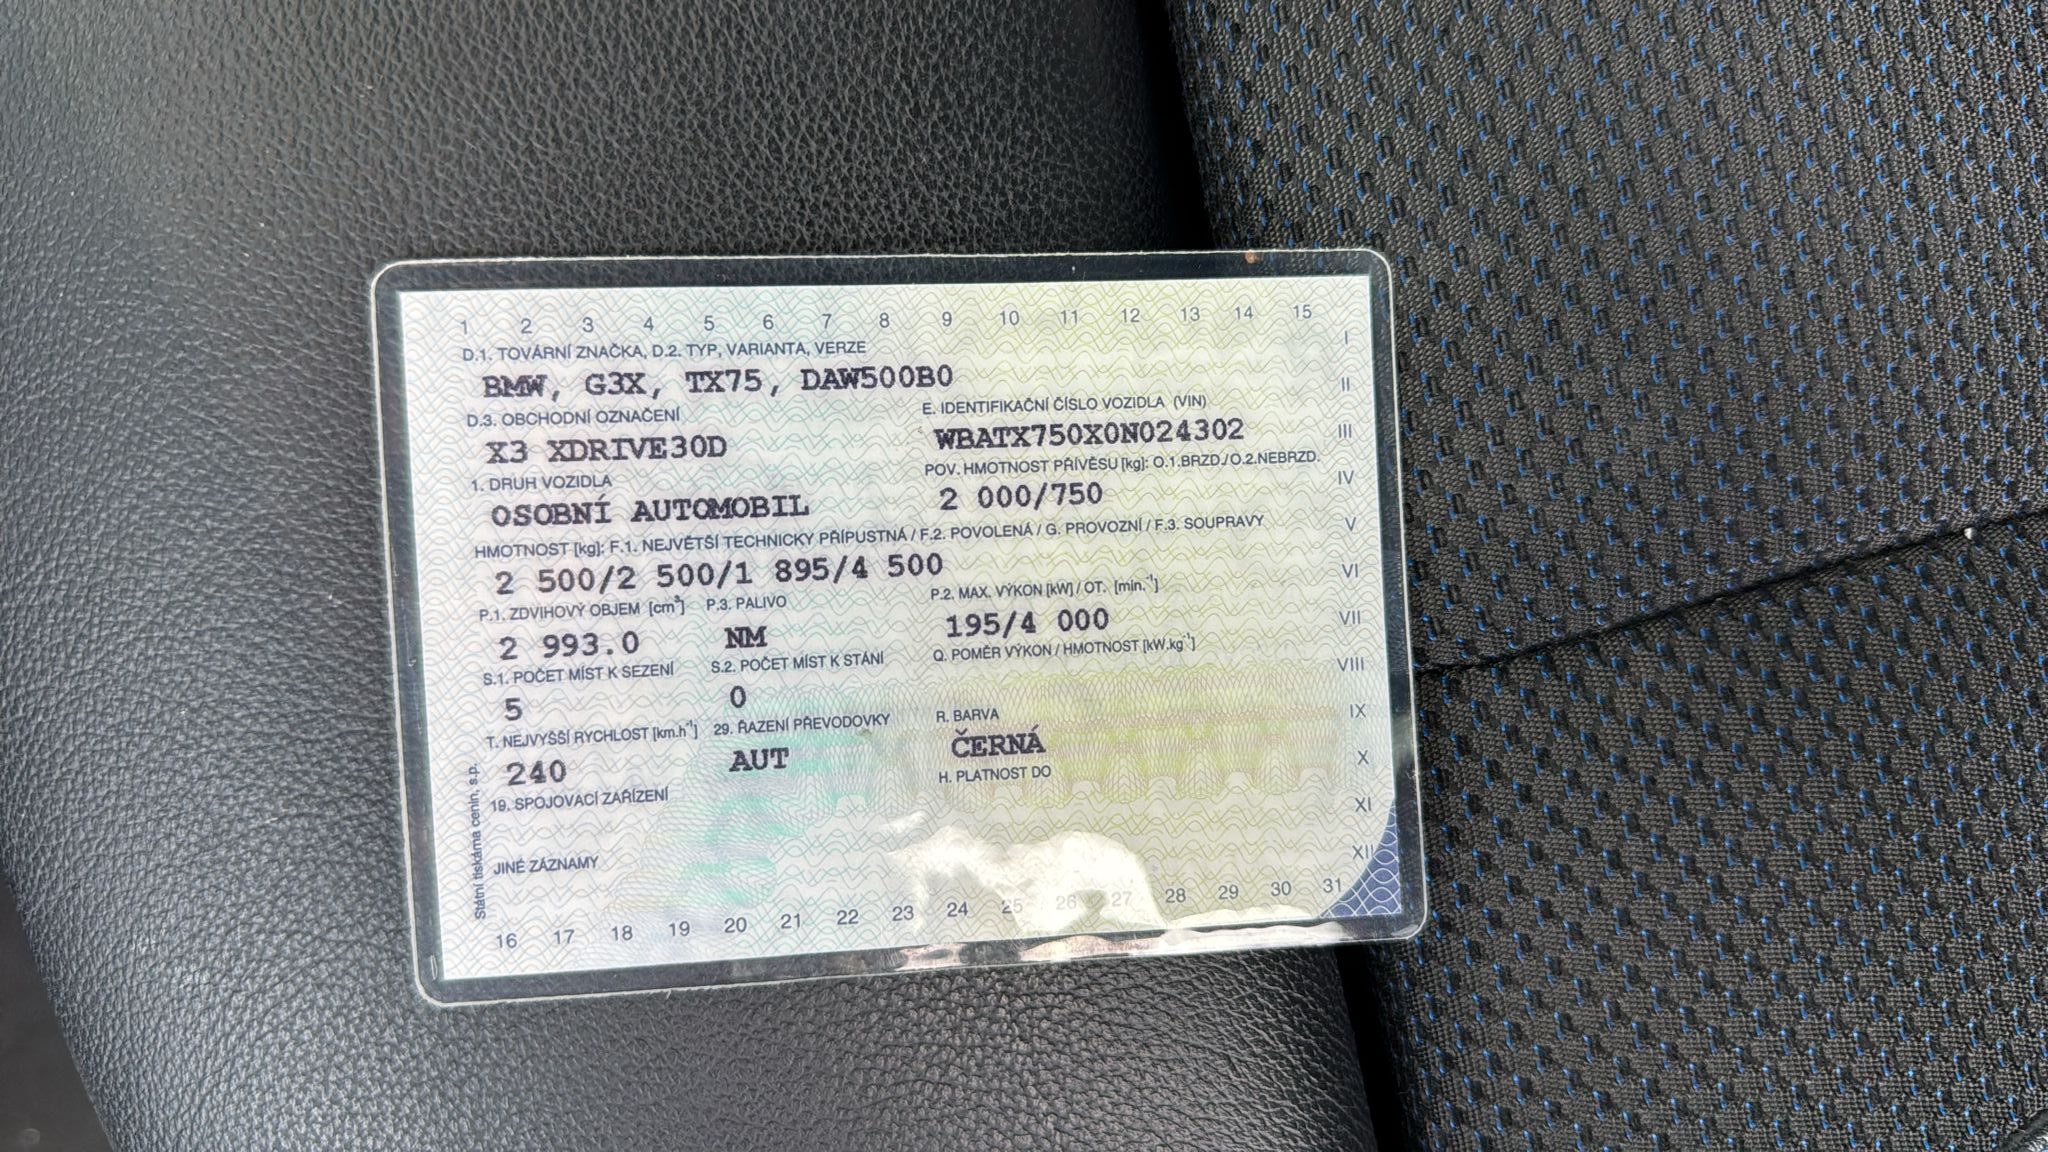 1 2 3 4 5 6 7 8 9 10 11 12 13 14 15
D.1. TOVÁRNÍ ZNAČKA, D.2. TYP, VARIANTA, VERZE
I
BMW, G3X, TX75, DAW500B0
II
D.3. OBCHODNÍ OZNAČENÍ
E. IDENTIFIKAČNÍ ČÍSLO VOZIDLA (VIN)
X3 XDRIVE30D
WBATX750X0N024302
III
1. DRUH VOZIDLA
POV. HMOTNOST PŘÍVĚSU [kg]: O.1.BRZD./O.2.NEBRZD.
OSOBNÍ AUTOMOBIL
2 000/750
IV
HMOTNOST [kg]: F.1. NEJVĚTŠÍ TECHNICKY PŘÍPUSTNÁ / F.2. POVOLENÁ / G. PROVOZNÍ / F.3. SOUPRAVY
V
2 500/2 500/1 895/4 500
VI
P.1. ZDVIHOVÝ OBJEM [cm³] P.3. PALIVO
P.2. MAX. VÝKON [kW] / OT. [min.⁻¹]
2 993.0 NM
195/4 000
VII
S.1. POČET MÍST K SEZENÍ S.2. POČET MÍST K STÁNÍ
Q. POMĚR VÝKON / HMOTNOST [kW.kg⁻¹]
VIII
5 0
T. NEJVYŠŠÍ RYCHLOST [km.h⁻¹] 29. ŘAZENÍ PŘEVODOVKY
R. BARVA
IX
240 AUT
ČERNÁ
X
19. SPOJOVACÍ ZAŘÍZENÍ
H. PLATNOST DO
XI
JINÉ ZÁZNAMY
XII
16 17 18 19 20 21 22 23 24 25 26 27 28 29 30 31
Státní tiskárna cenin, s.p.